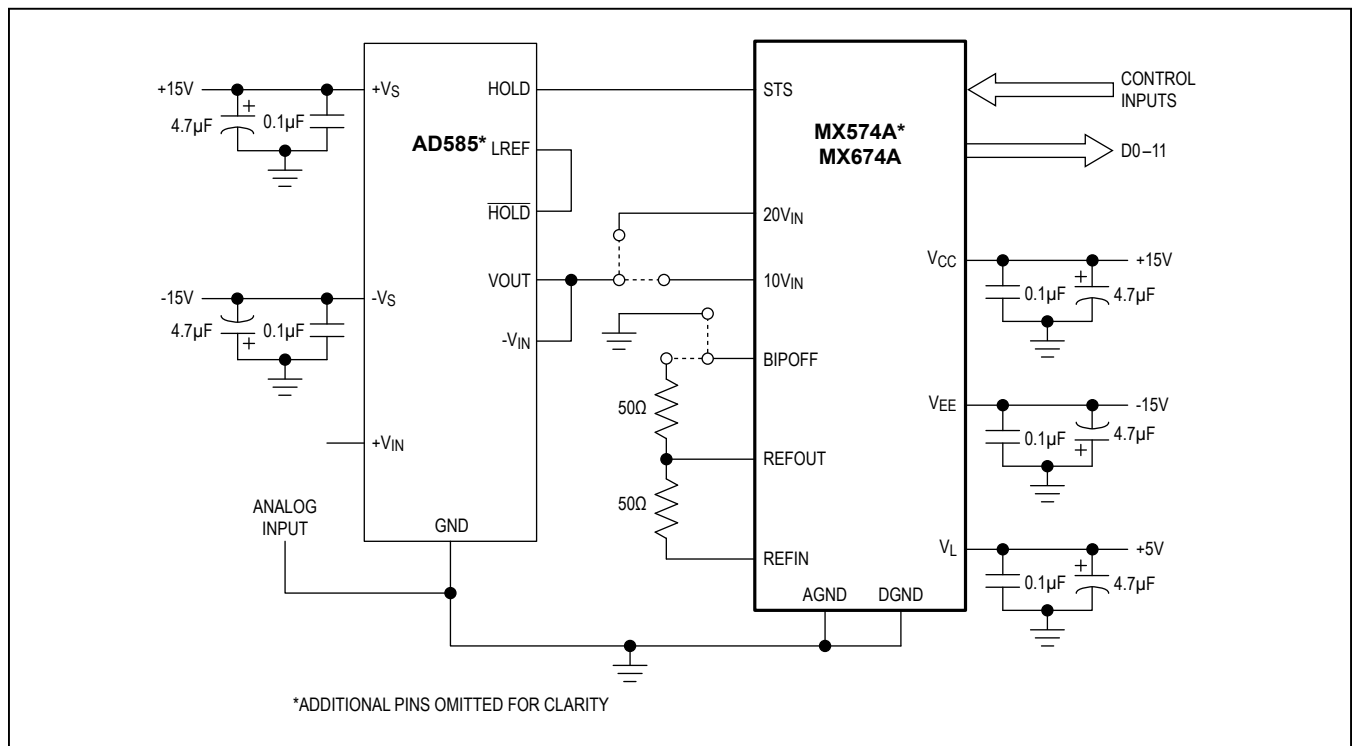 +15V
4.7µF
+
0.1µF
+VS
HOLD
AD585*
LREF
HOLD
VOUT
-VIN
-15V
4.7µF
+
0.1µF
-VS
+VIN
ANALOG
INPUT
GND
STS
MX574A*
MX674A
20VIN
10VIN
BIPOFF
50Ω
REFOUT
50Ω
REFIN
AGND
DGND
CONTROL
INPUTS
D0–11
VCC
0.1µF
+
4.7µF
+15V
VEE
0.1µF
+
4.7µF
-15V
VL
0.1µF
+
4.7µF
+5V
*ADDITIONAL PINS OMITTED FOR CLARITY